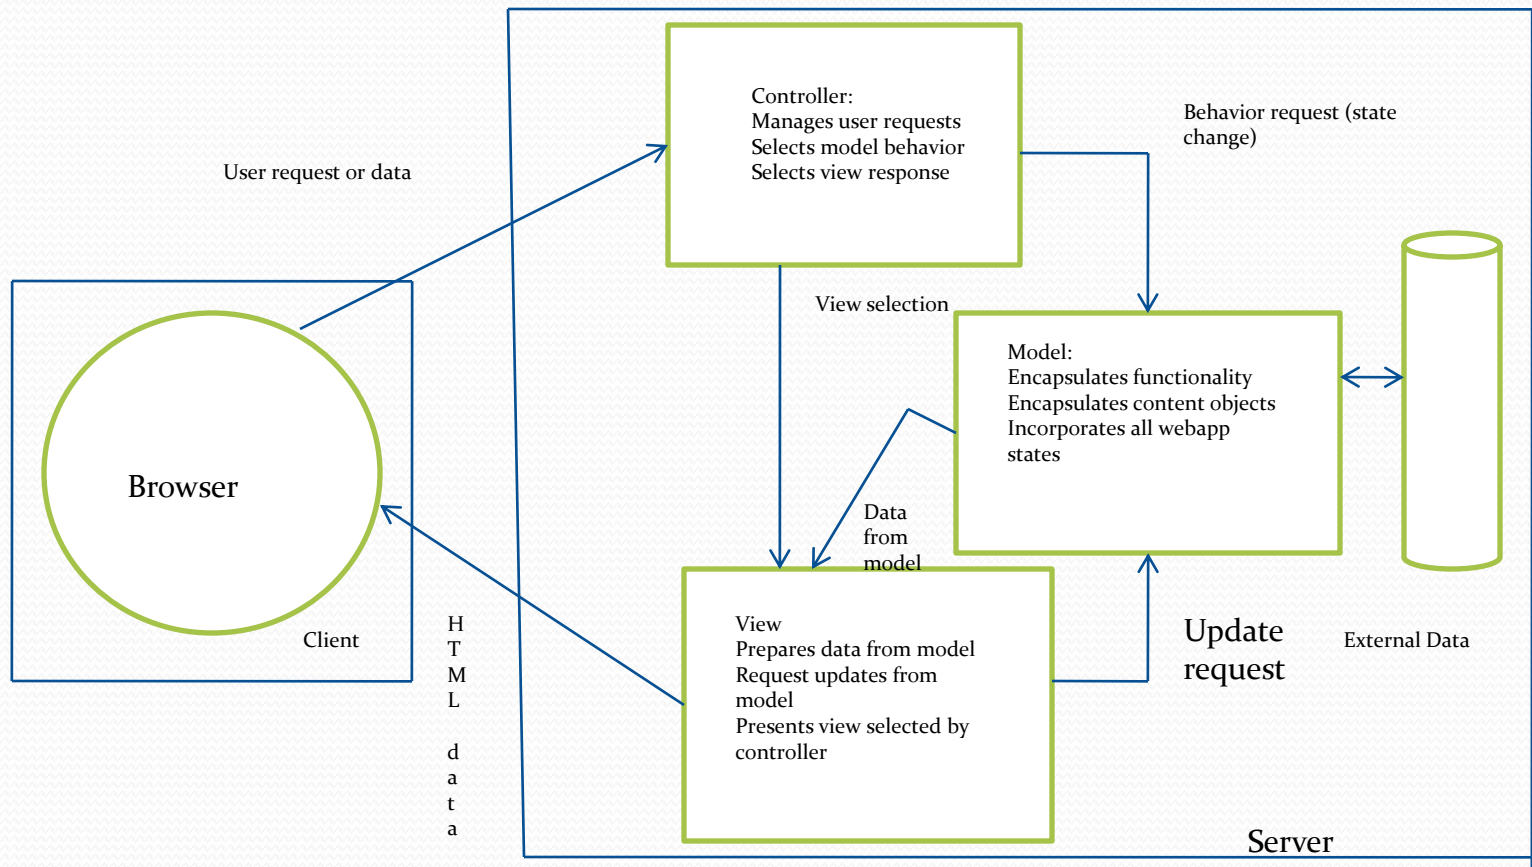 Controller:
Manages user requests
Selects model behavior
Selects view response
Behavior request (state
change)
User request or data
View selection
Model:
Encapsulates functionality
Encapsulates content objects
Incorporates all webapp
states
Browser
Data
from
model
Client
H
T
M
L
d
a
t
a
View
Prepares data from model
Request updates from
model
Presents view selected by
controller
Update
request
External Data
Server